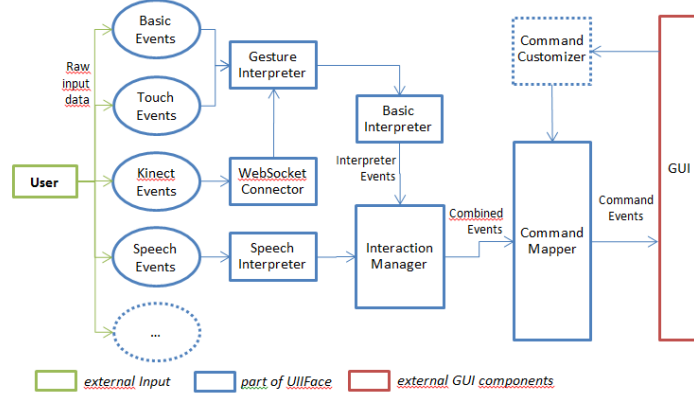 Basic
Events
Raw
input
data
Gesture
Interpreter
Command
Customizer
Touch
Events
Basic
Interpreter
User
Kinect
Events
WebSocket
Connector
Interpreter
Events
GUI
Speech
Events
Speech
Interpreter
Interaction
Manager
Combined
Events
Command
Mapper
Command
Events
...
external Input
part of UIIFace
external GUI components